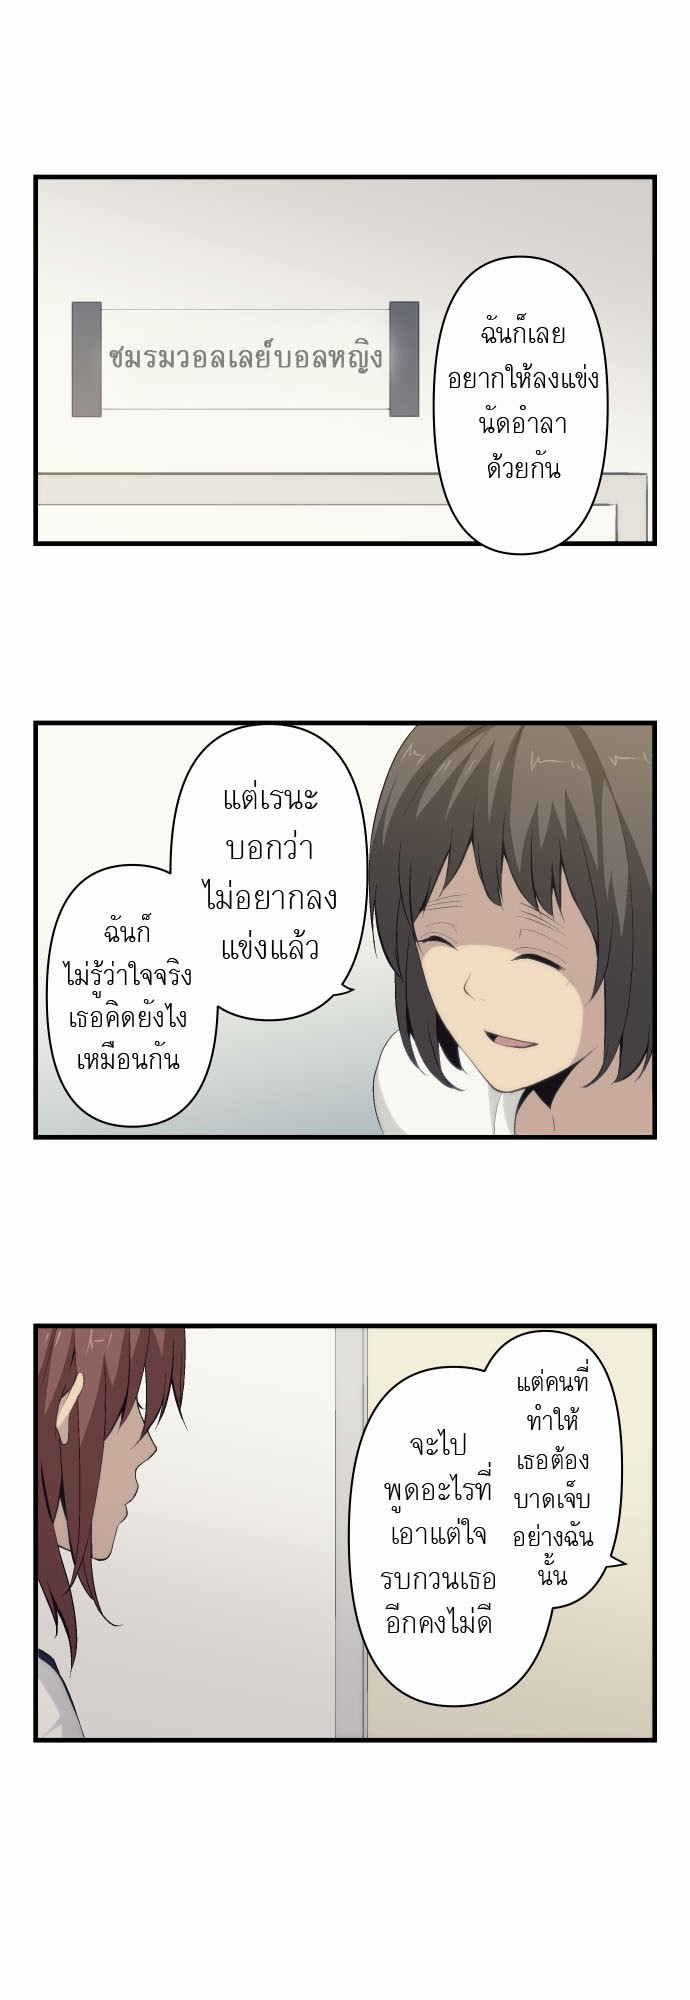 ชมรมวอลเลย์บอลหญิง
ฉันก็เลย
อยากให้ลงแข่ง
นัดอำลา
ด้วยกัน
แต่เรนะ
บอกว่า
ไม่อยากลง
แข่งแล้ว
ฉันก็
ไม่รู้ว่าใจจริง
เธอคิดยังไง
เหมือนกัน
แต่คนที่
ทำให้
เธอต้อง
บาดเจ็บ
อย่างฉัน
นั้น
จะไป
พูดอะไรที่
เอาแต่ใจ
รบกวนเธอ
อีกคงไม่ดี